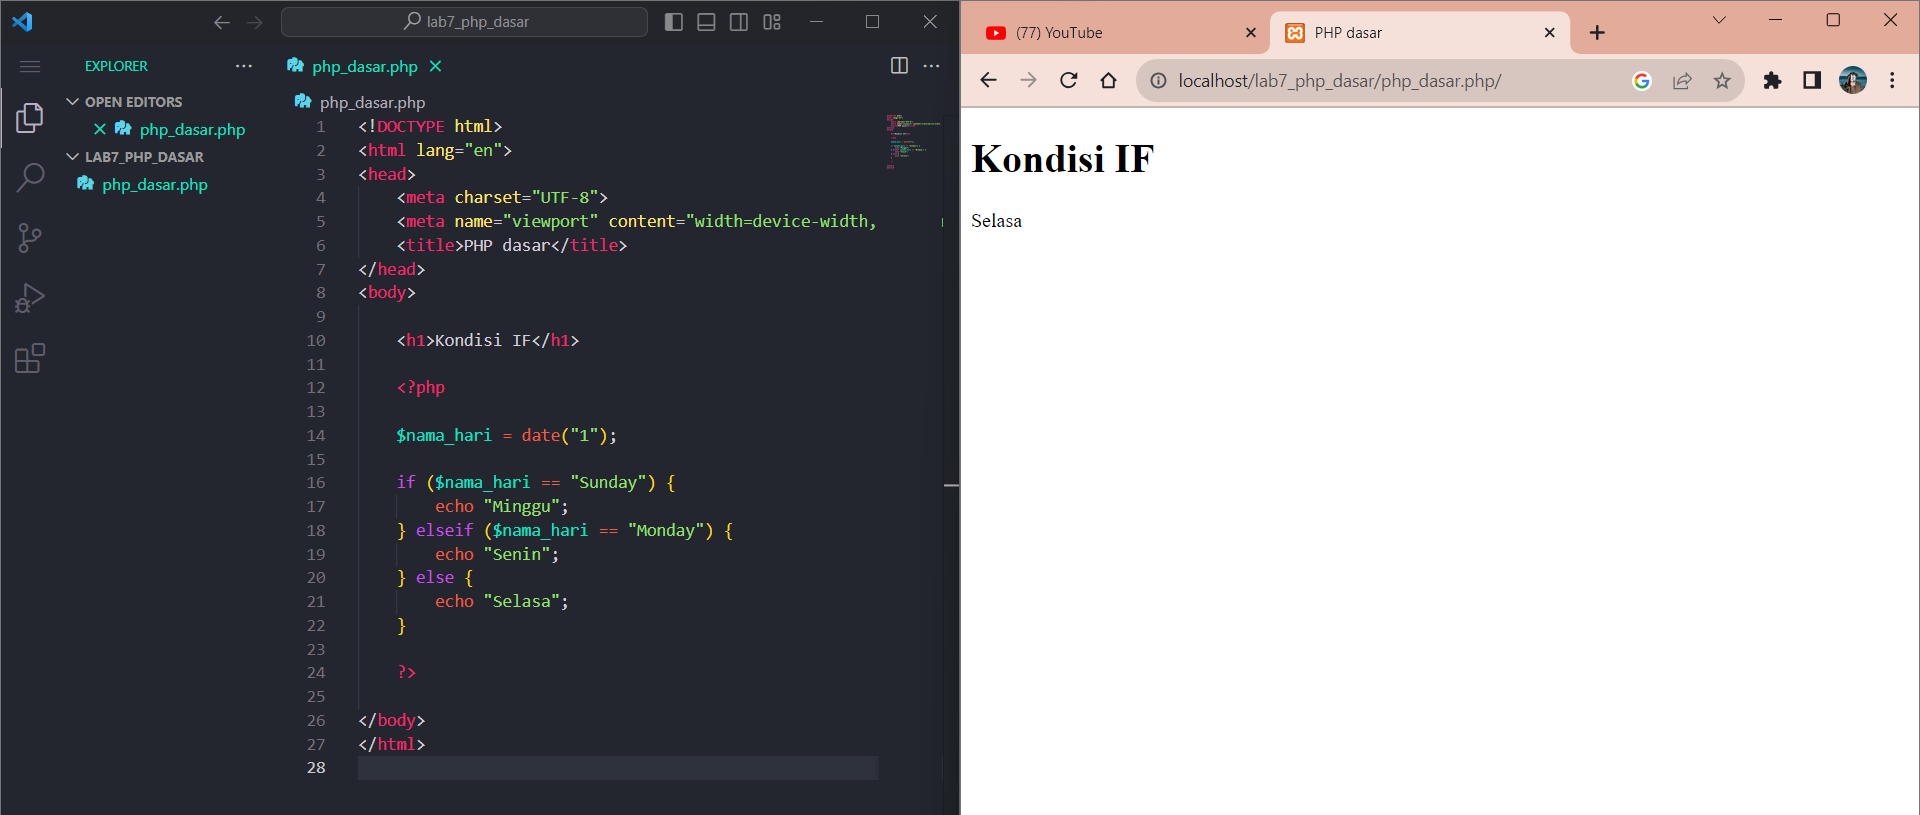 lab7_php_dasar
EXPLORER
OPEN EDITORS
php_dasar.php
LAB7_PHP_DASAR
php_dasar.php
php_dasar.php
php_dasar.php
1 <!DOCTYPE html>
2 <html lang="en">
3 <head>
4 <meta charset="UTF-8">
5 <meta name="viewport" content="width=device-width,
6 <title>PHP dasar</title>
7 </head>
8 <body>
9
10 <h1>Kondisi IF</h1>
11
12 <?php
13
14 $nama_hari = date("1");
15
16 if ($nama_hari == "Sunday") {
17 echo "Minggu";
18 } elseif ($nama_hari == "Monday") {
19 echo "Senin";
20 } else {
21 echo "Selasa";
22 }
23
24 ?>
25
26 </body>
27 </html>
28
(77) YouTube
PHP dasar
localhost/lab7_php_dasar/php_dasar.php/
Kondisi IF
Selasa